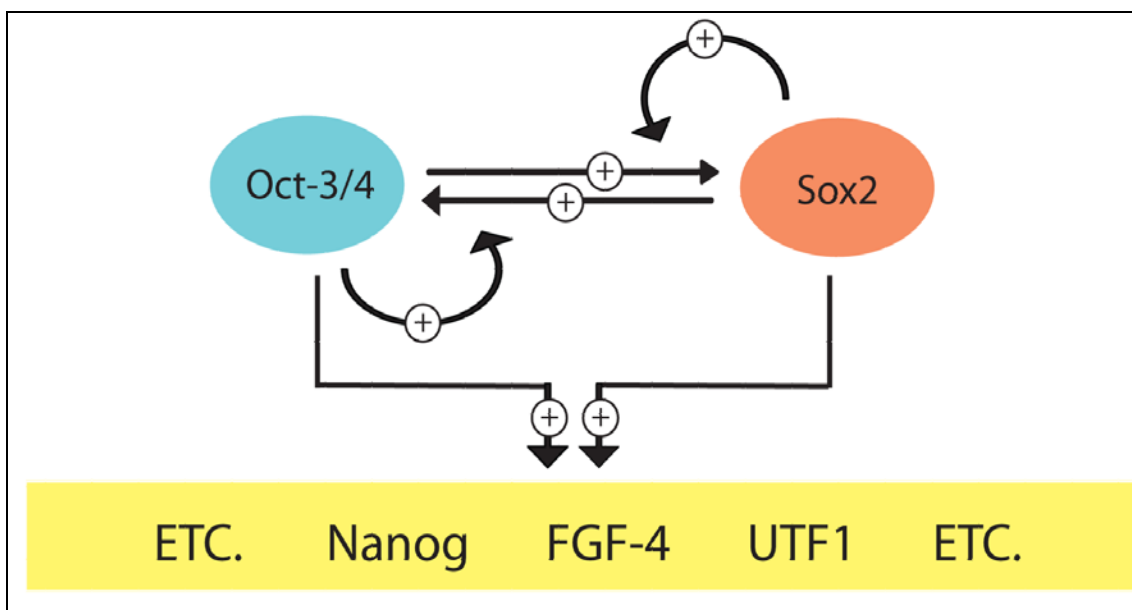 +
Oct-3/4 + Sox2
+
+
+ +
ETC. Nanog FGF-4 UTF1 ETC.